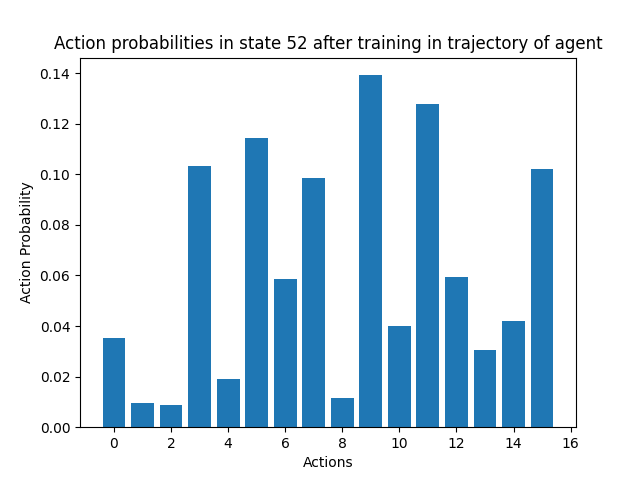 Action probabilities in state 52 after training in trajectory of agent
0.14
0.12
0.10
0.08
0.06
0.04
0.02
0.00
Action Probability
0 2 4 6 8 10 12 14 16
Actions